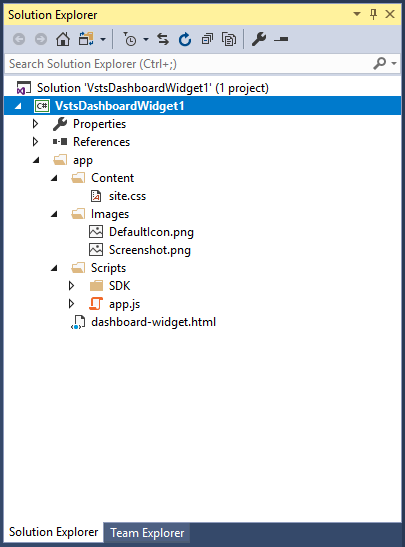 Solution Explorer
Search Solution Explorer (Ctrl+;)
Solution 'VstsDashboardWidget1' (1 project)
C# VstsDashboardWidget1
Properties
References
app
Content
site.css
Images
DefaultIcon.png
Screenshot.png
Scripts
SDK
app.js
dashboard-widget.html
Solution Explorer Team Explorer